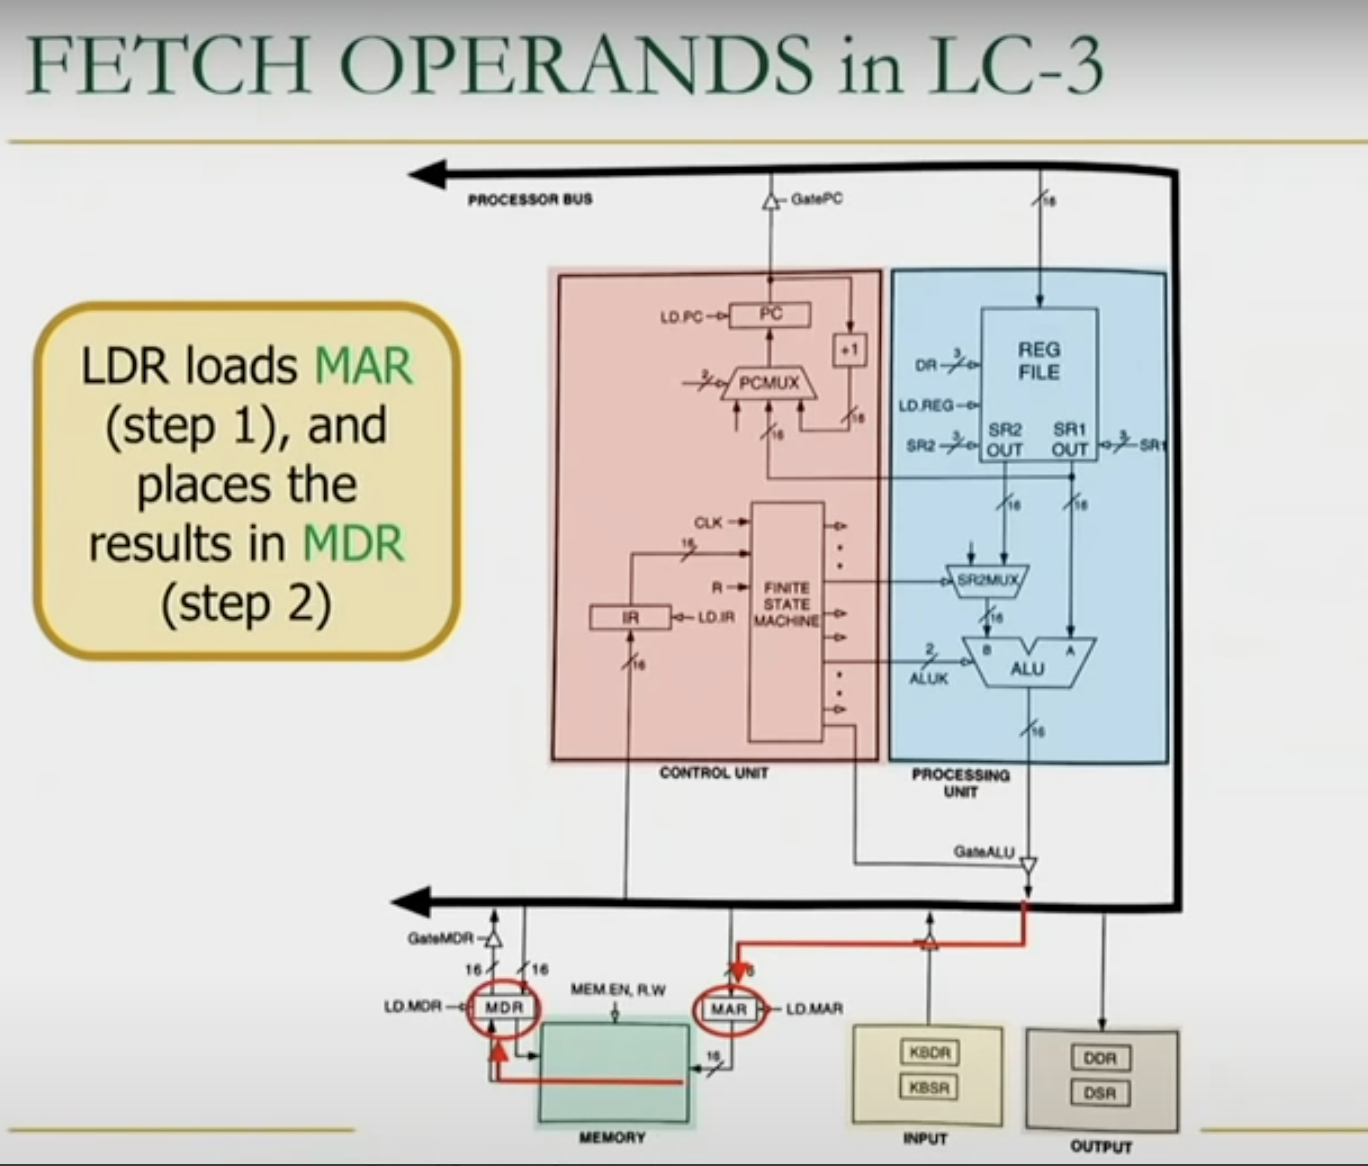 FETCH OPERANDS in LC-3
PROCESSOR BUS
GatePC
16
LDR loads MAR
(step 1), and
places the
results in MDR
(step 2)
LD.PC
PC
+1
2
PCMUX
16
16
DR
3
REG
FILE
LD.REG
SR2
3
SR2
OUT
SR1
OUT
3
SR1
16
16
CLK
16
R
FINITE
STATE
MACHINE
IR
LD.IR
16
SR2MUX
16
B
A
ALU
2
ALUK
16
CONTROL UNIT
PROCESSING
UNIT
GateALU
GateMDR
16
16
MEM.EN, R.W
LD.MDR
MDR
MAR
LD.MAR
16
KBDR
KBSR
DDR
DSR
MEMORY
INPUT
OUTPUT